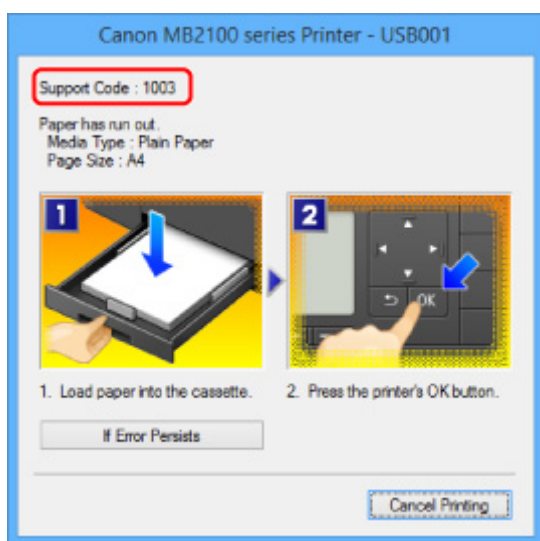 Canon MB2100 series Printer - USB001
Support Code : 1003
Paper has run out.
Media Type : Plain Paper
Page Size : A4
1
2
OK
1. Load paper into the cassette.
2. Press the printer's OK button.
If Error Persists
Cancel Printing